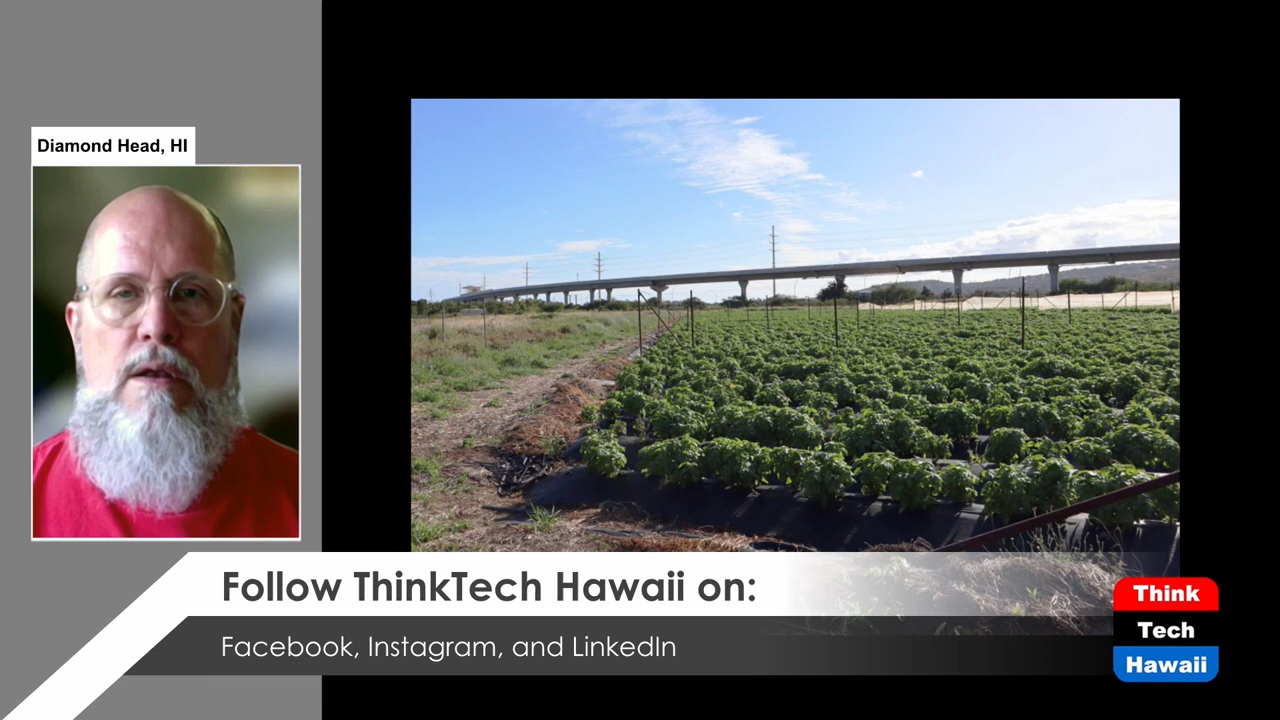 Diamond Head, HI
Follow ThinkTech Hawaii on:
Facebook, Instagram, and LinkedIn
Think
Tech
Hawaii